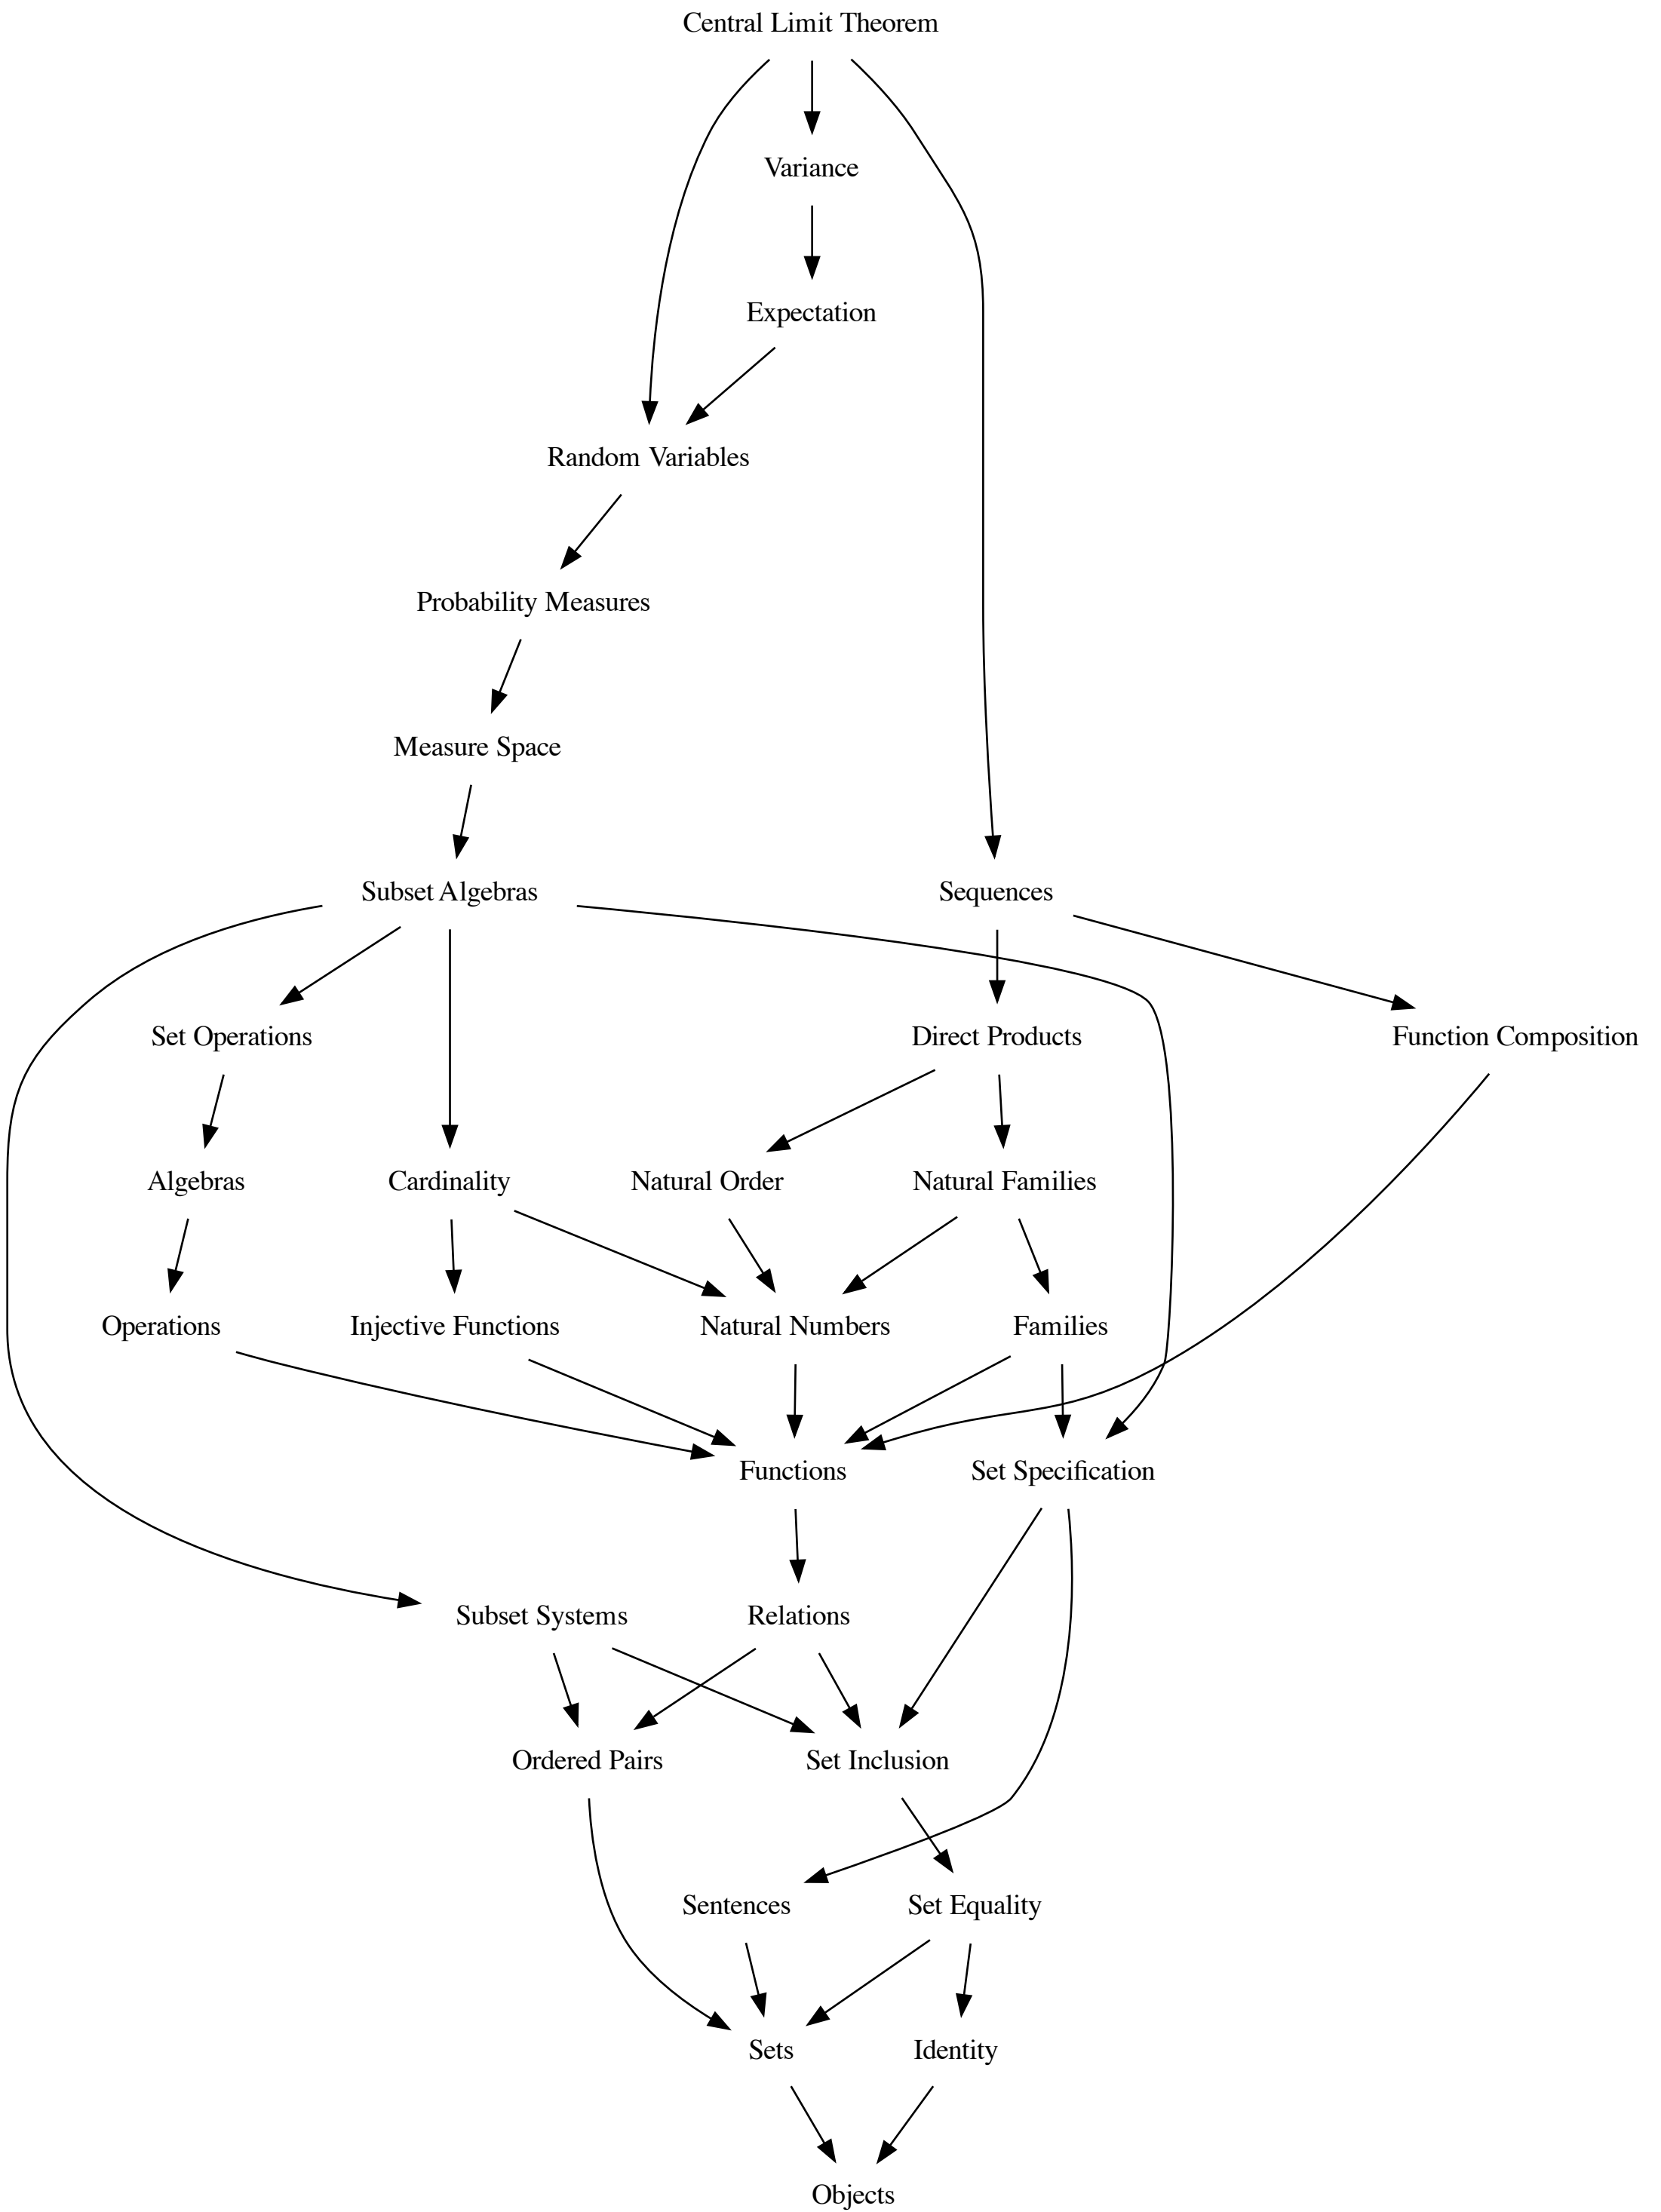 Central Limit Theorem
Variance
Expectation
Random Variables
Probability Measures
Measure Space
Subset Algebras
Sequences
Set Operations
Direct Products
Function Composition
Algebras
Cardinality
Natural Order
Natural Families
Operations
Injective Functions
Natural Numbers
Families
Functions
Set Specification
Subset Systems
Relations
Ordered Pairs
Set Inclusion
Sentences
Set Equality
Sets
Identity
Objects